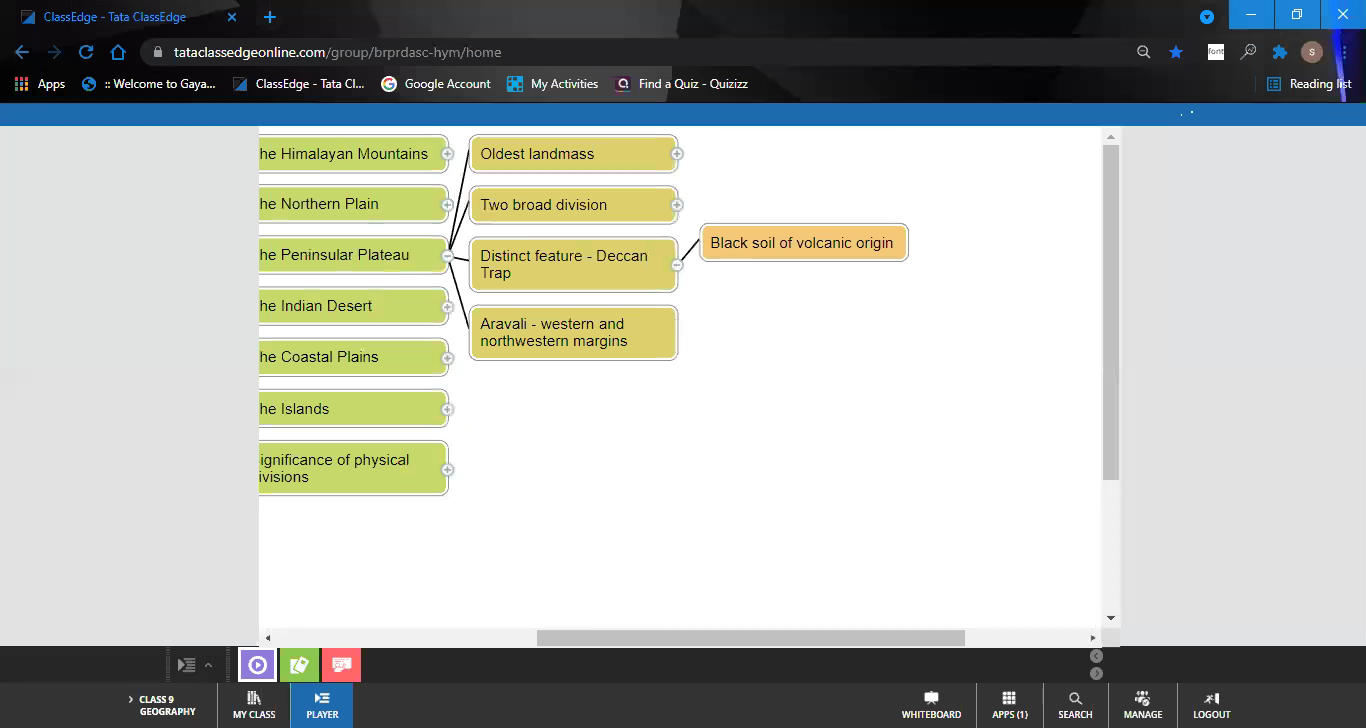 ClassEdge - Tata ClassEdge
tataclassedgeonline.com/group/brprdasc-hym/home
font
S
Apps
:: Welcome to Gaya...
ClassEdge - Tata Cl...
Google Account
My Activities
Find a Quiz - Quizizz
Reading list
he Himalayan Mountains
he Northern Plain
he Peninsular Plateau
he Indian Desert
he Coastal Plains
he Islands
ignificance of physical
ivisions
Oldest landmass
Two broad division
Distinct feature - Deccan
Trap
Aravali - western and
northwestern margins
Black soil of volcanic origin
CLASS 9
GEOGRAPHY
MY CLASS
PLAYER
WHITEBOARD
APPS (1)
SEARCH
MANAGE
LOGOUT